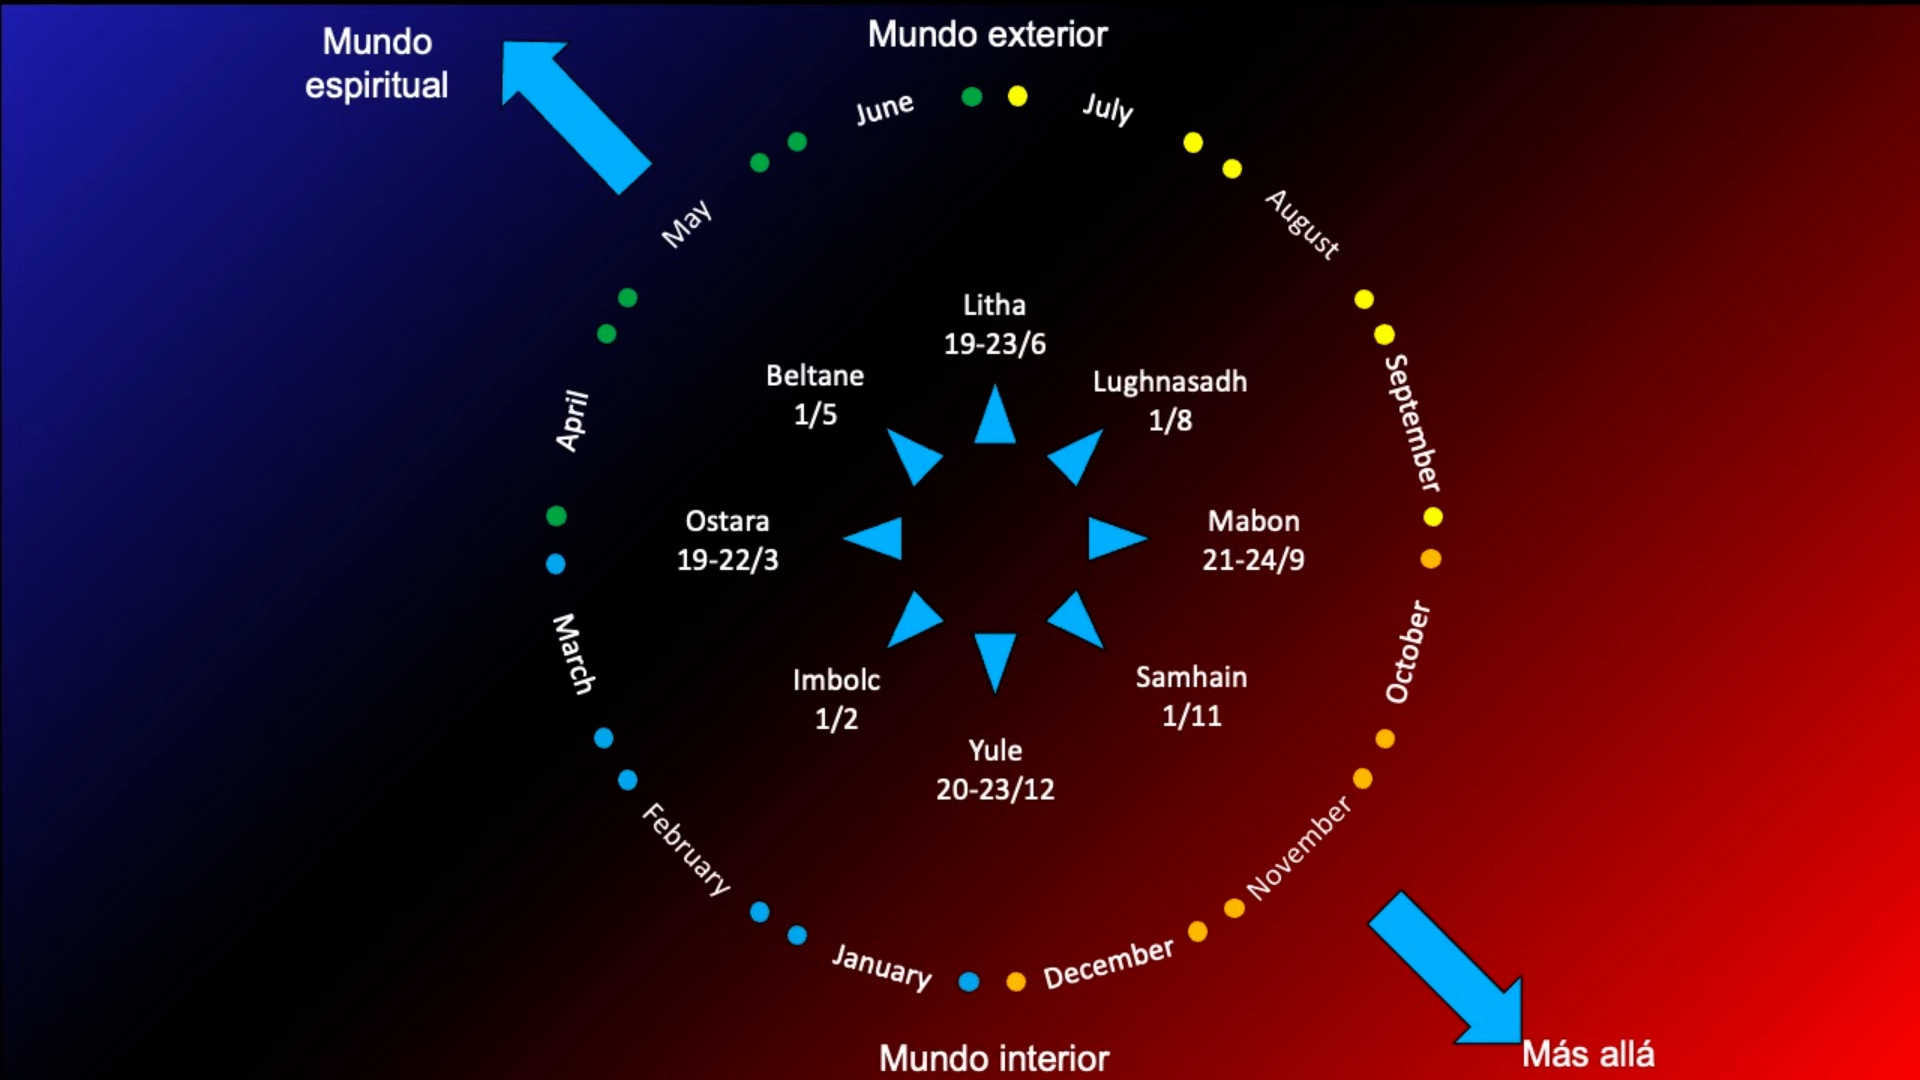 Mundo
espiritual
Mundo exterior
June
July
May
August
April
September
March
October
February
November
January
December
Litha
19-23/6
Beltane
1/5
Lughnasadh
1/8
Ostara
19-22/3
Mabon
21-24/9
Imbolc
1/2
Samhain
1/11
Yule
20-23/12
Mundo interior
Más allá